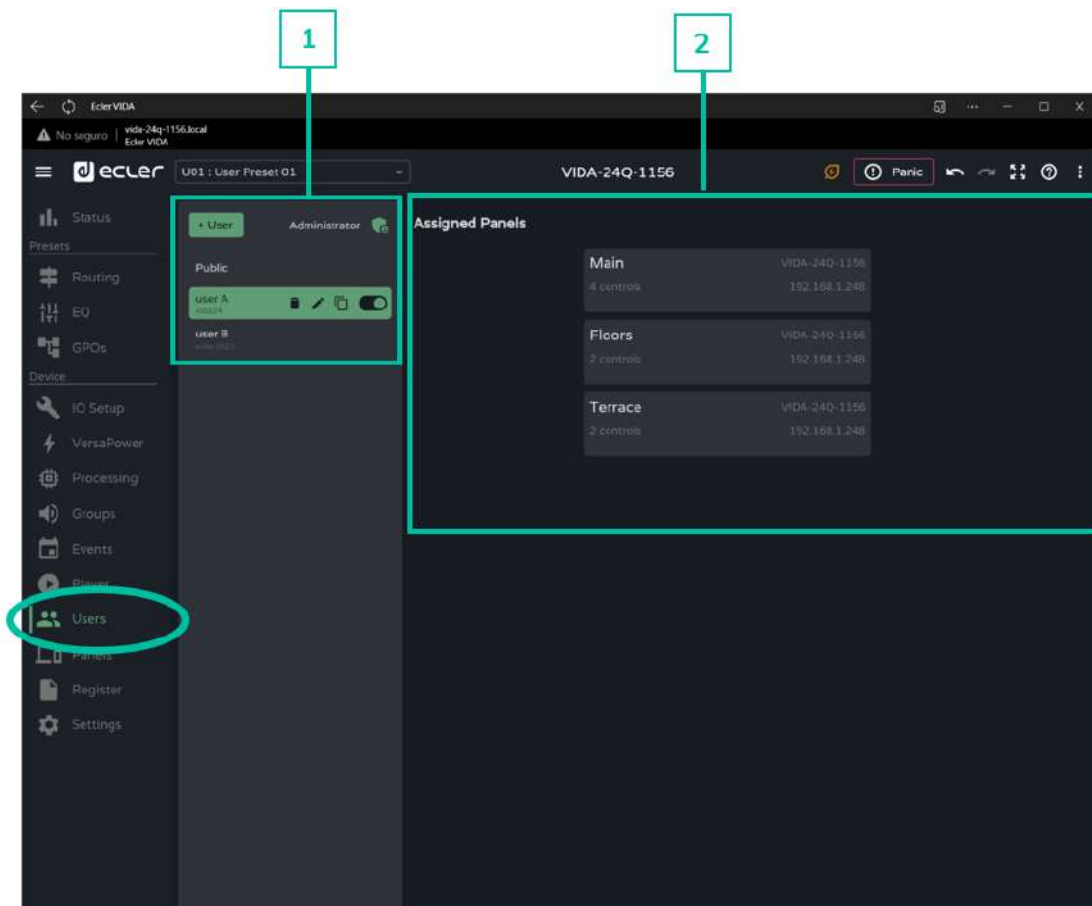 1
2
EclerVIDA
No seguro | vida-24q-1156.local
Ecler VIDA
ecler
U01 : User Preset 01
VIDA-24Q-1156
Panic
Status
Presets
Routing
EQ
GPOs
Device
IO Setup
VersaPower
Processing
Groups
Events
Player
Users
Panels
Register
Settings
+ User
Administrator
Public
user A
user B
Assigned Panels
Main
VIDA-24Q-1156
4 controls
192.168.1.248
Floors
VIDA-24Q-1156
2 controls
192.168.1.248
Terrace
VIDA-24Q-1156
2 controls
192.168.1.248